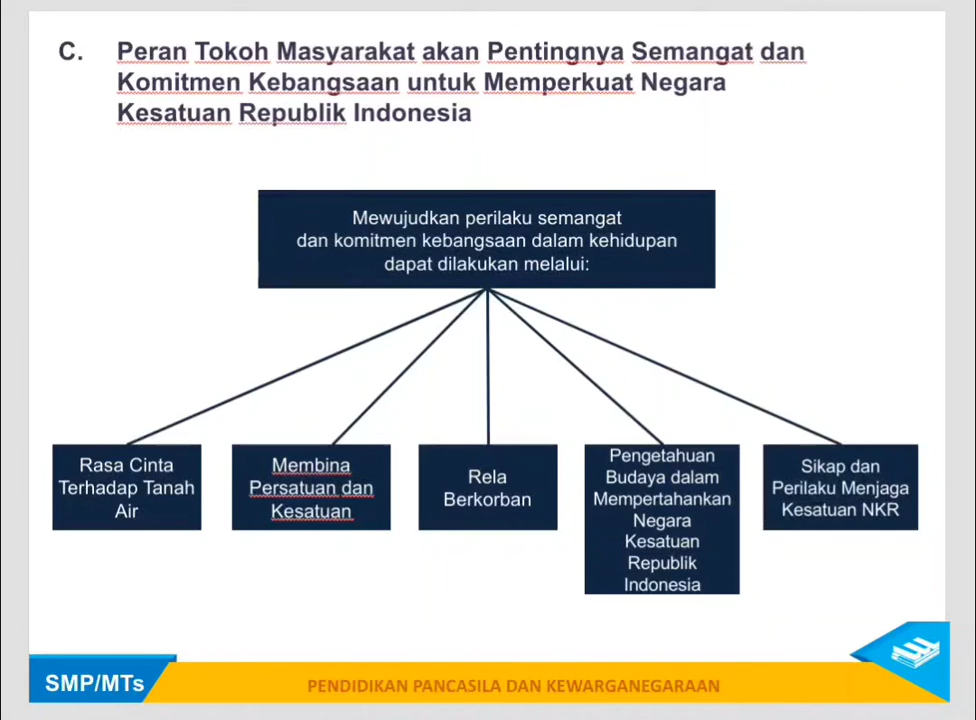 C. Peran Tokoh Masyarakat akan Pentingnya Semangat dan
Komitmen Kebangsaan untuk Memperkuat Negara
Kesatuan Republik Indonesia
Mewujudkan perilaku semangat
dan komitmen kebangsaan dalam kehidupan
dapat dilakukan melalui:
Rasa Cinta
Terhadap Tanah
Air
Membina
Persatuan dan
Kesatuan
Rela
Berkorban
Pengetahuan
Budaya dalam
Mempertahankan
Negara
Kesatuan
Republik
Indonesia
Sikap dan
Perilaku Menjaga
Kesatuan NKR
SMP/MTs
PENDIDIKAN PANCASILA DAN KEWARGANEGARAAN